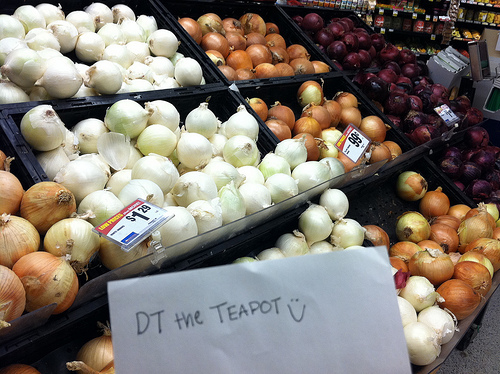 $1.29
99¢
DT the TEAPOT